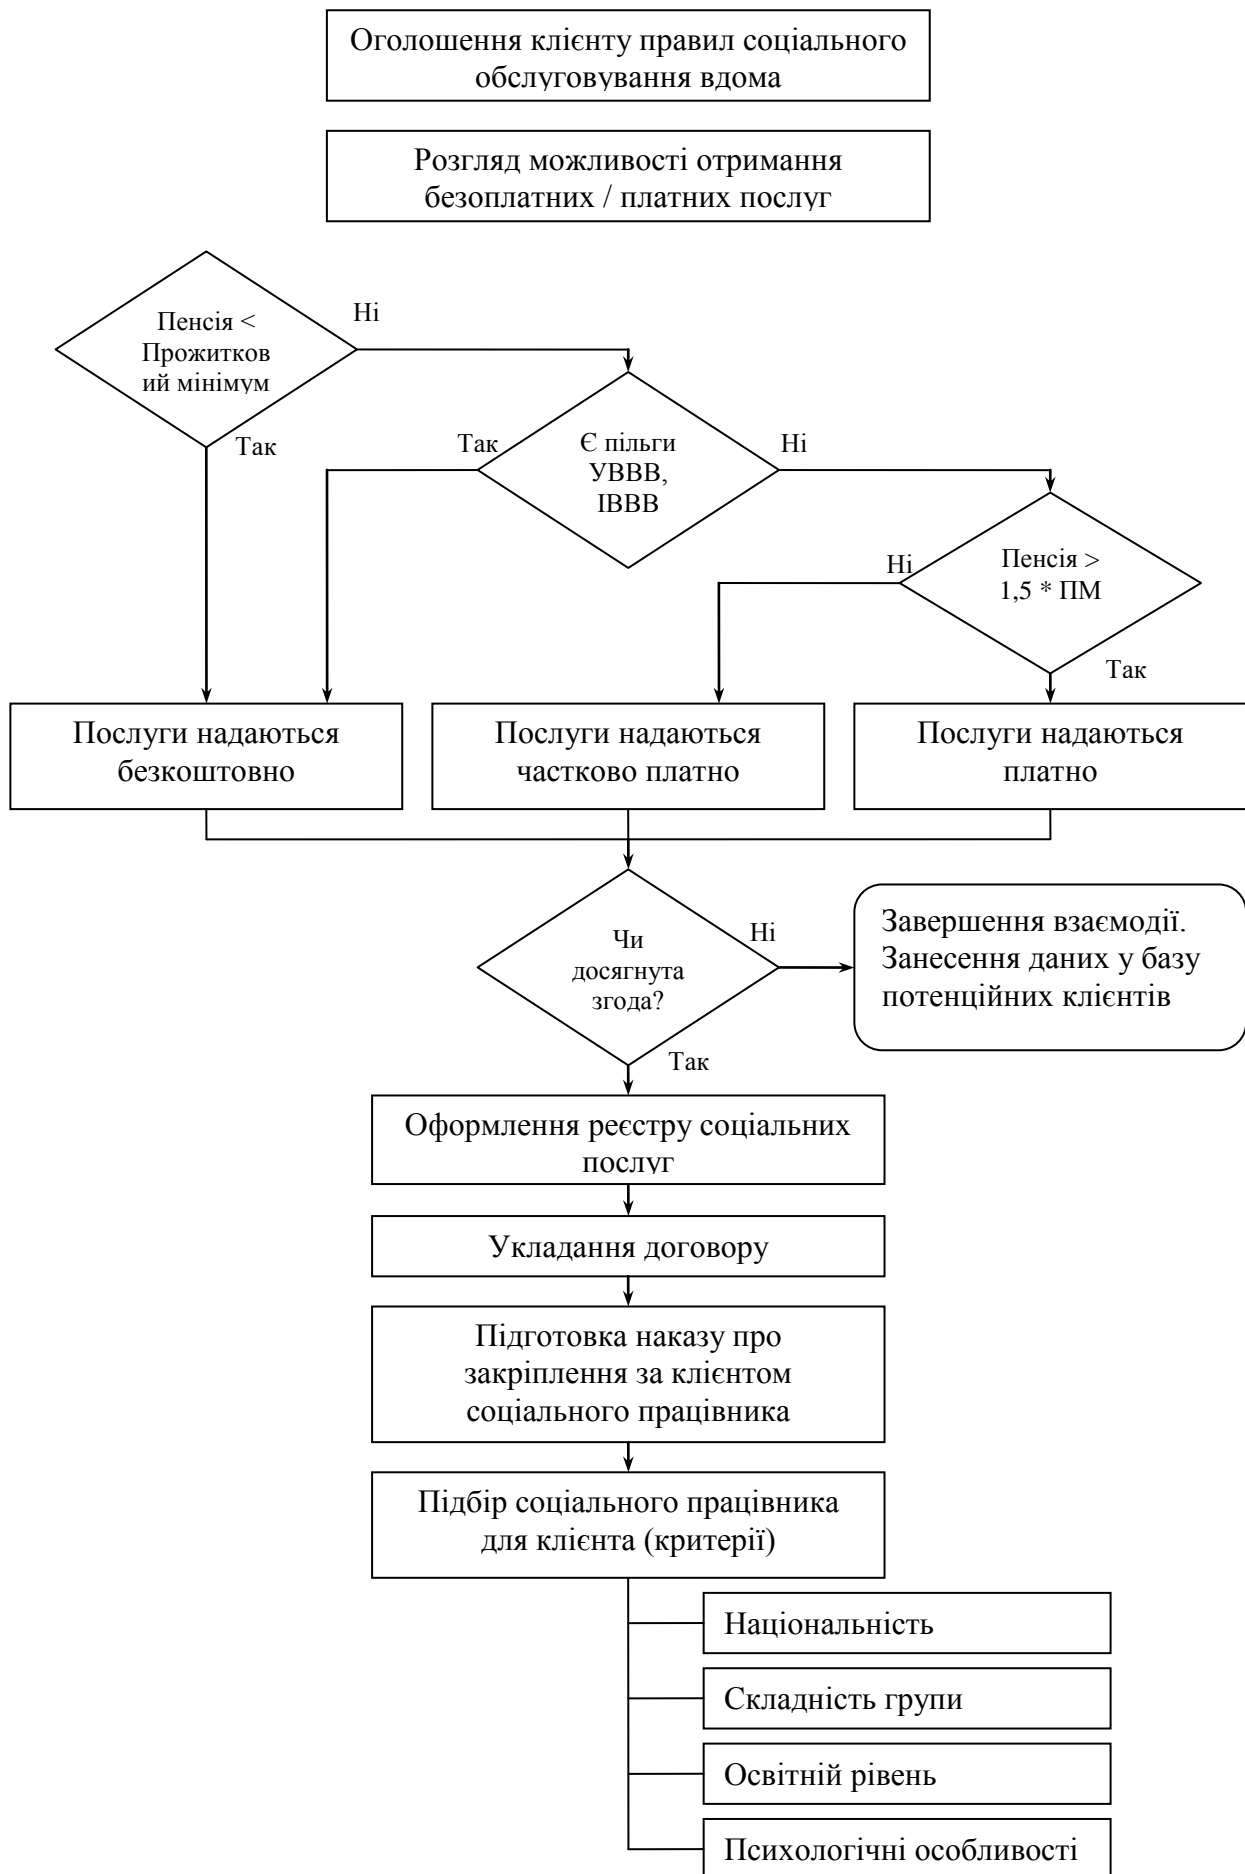 Оголошення клієнту правил соціального
обслуговування вдома
Розгляд можливості отримання
безоплатних / платних послуг
Пенсія <
Прожитков
ий мінімум
Ні
Так
Є пільги
УВВВ,
ІВВВ
Так
Ні
Пенсія >
1,5 * ПМ
Ні
Так
Послуги надаються
безкоштовно
Послуги надаються
частково платно
Послуги надаються
платно
Чи
досягнута
згода?
Ні
Завершення взаємодії.
Занесення даних у базу
потенційних клієнтів
Так
Оформлення реєстру соціальних
послуг
Укладання договору
Підготовка наказу про
закріплення за клієнтом
соціального працівника
Підбір соціального працівника
для клієнта (критерії)
Національність
Складність групи
Освітній рівень
Психологічні особливості